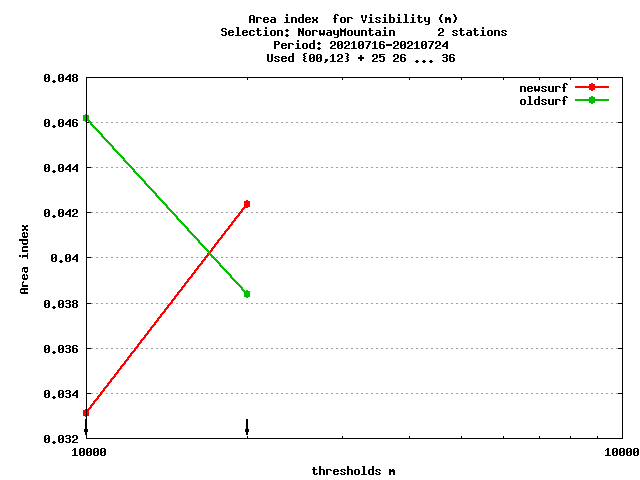 Area index  for Visibility (m)
Selection: NorwayMountain      2 stations
Period: 20210716-20210724
Used {00,12} + 25 26 ... 36
0.048
newsurf
oldsurf
0.046
0.044
0.042
0.04
0.038
0.036
0.034
0.032
Area index
10000
10000
thresholds m